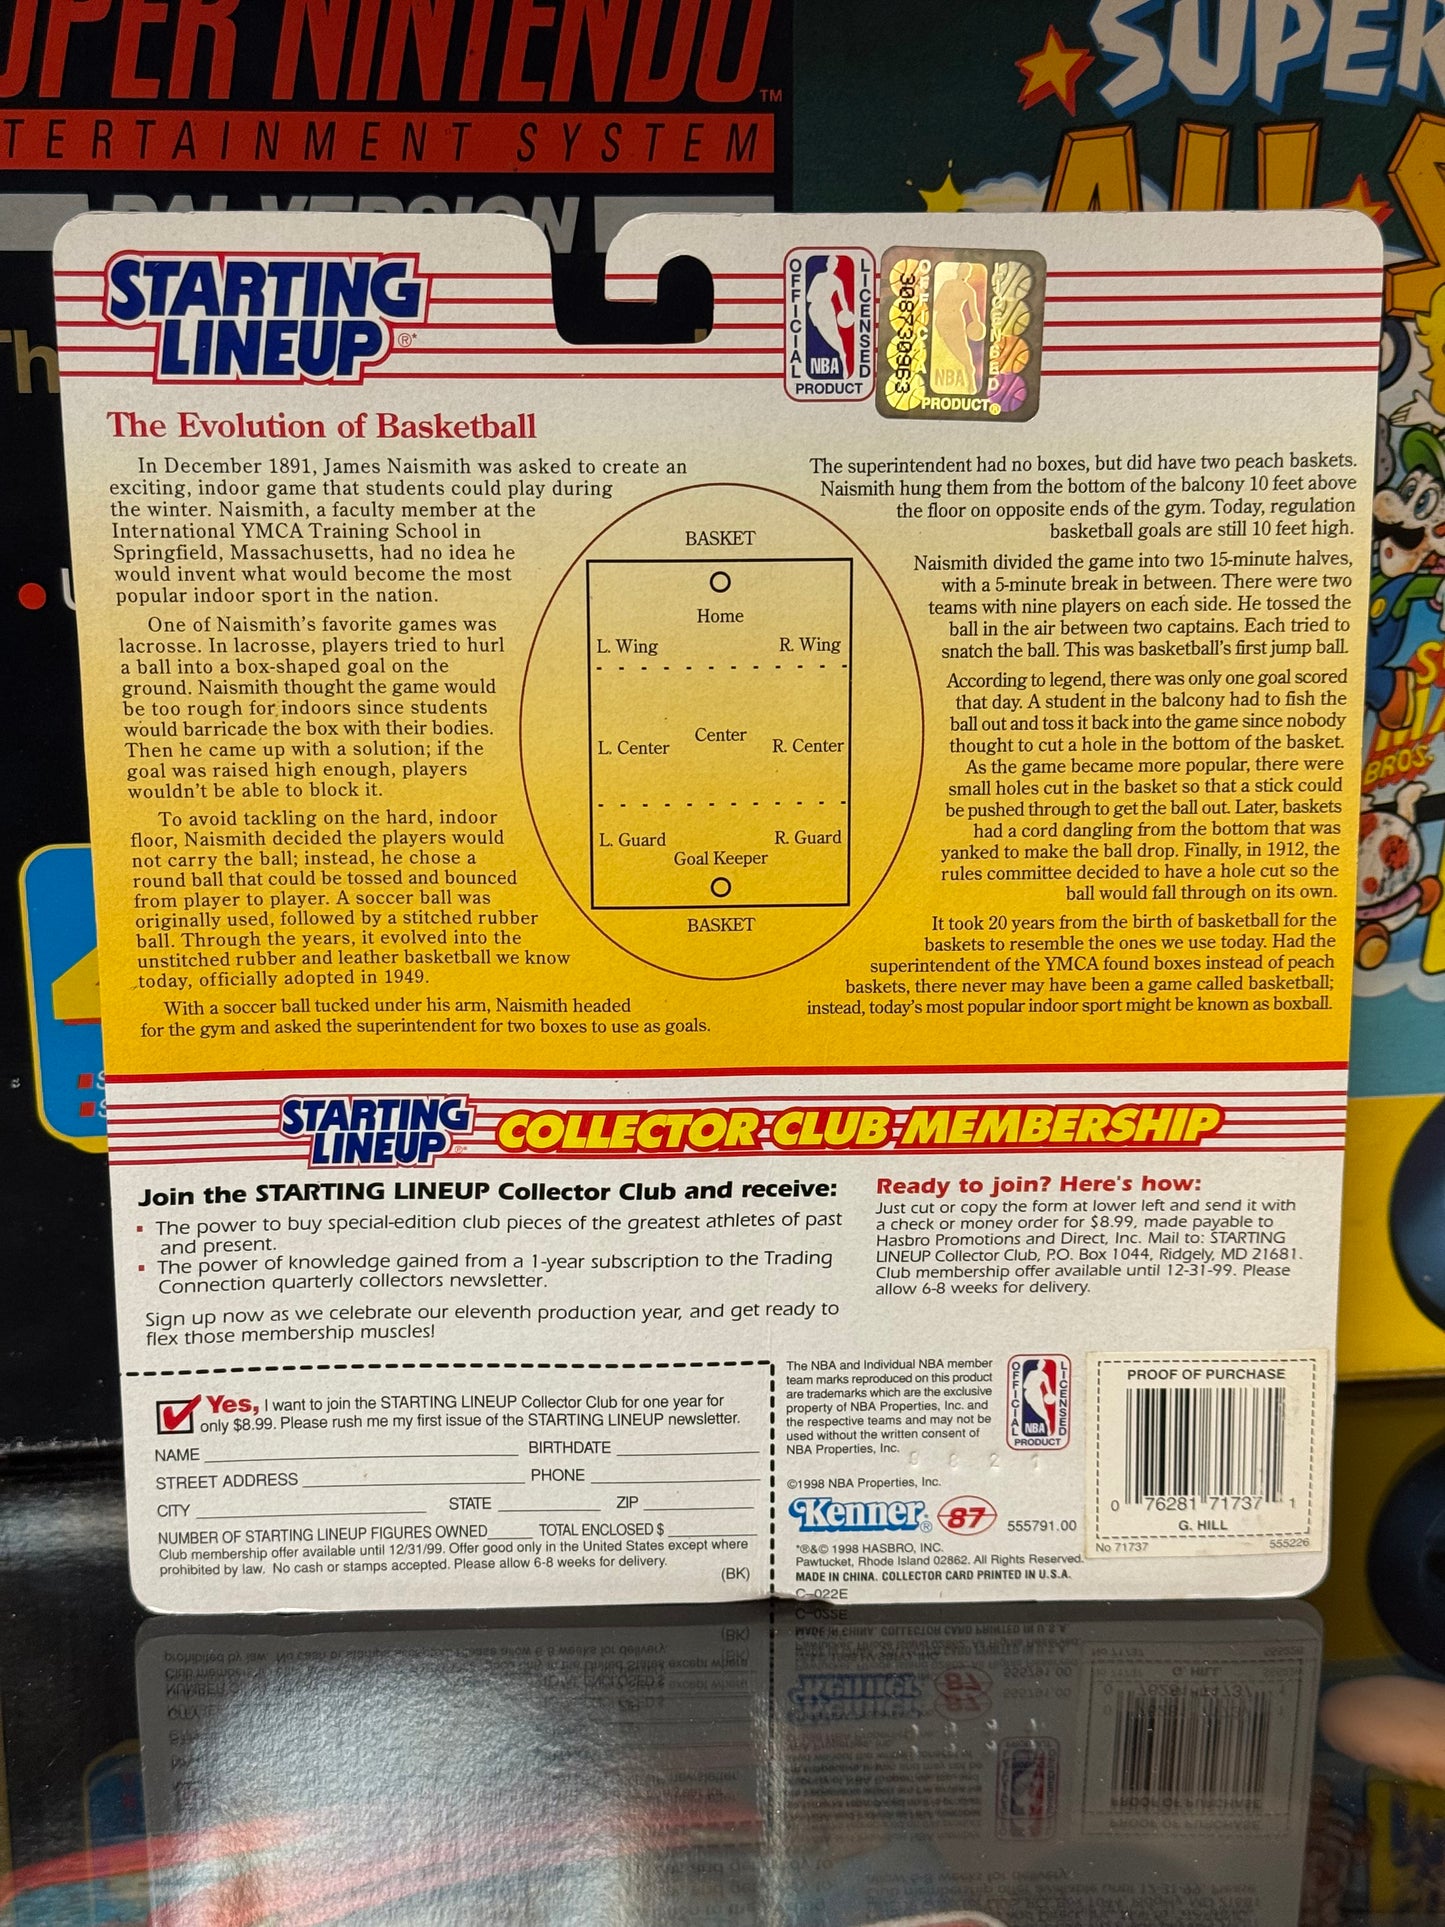 SUPER NINTENDO
TM
TERTAINMENT SYSTEM
PAL VERSION
SUPER
STARTING
LINEUP®*
OFFICIAL LICENSED
NBA
PRODUCT
308730963
NBA
PRODUCT®
The Evolution of Basketball
In December 1891, James Naismith was asked to create an
exciting, indoor game that students could play during
the winter. Naismith, a faculty member at the
International YMCA Training School in
Springfield, Massachusetts, had no idea he
would invent what would become the most
popular indoor sport in the nation.
One of Naismith's favorite games was
lacrosse. In lacrosse, players tried to hurl
a ball into a box-shaped goal on the
ground. Naismith thought the game would
be too rough for indoors since students
would barricade the box with their bodies.
Then he came up with a solution; if the
goal was raised high enough, players
wouldn't be able to block it.
To avoid tackling on the hard, indoor
floor, Naismith decided the players would
not carry the ball; instead, he chose a
round ball that could be tossed and bounced
from player to player. A soccer ball was
originally used, followed by a stitched rubber
ball. Through the years, it evolved into the
unstitched rubber and leather basketball we know
today, officially adopted in 1949.
With a soccer ball tucked under his arm, Naismith headed
for the gym and asked the superintendent for two boxes to use as goals.
BASKET
Home
L. Wing R. Wing
Center
L. Center R. Center
L. Guard R. Guard
Goal Keeper
BASKET
The superintendent had no boxes, but did have two peach baskets.
Naismith hung them from the bottom of the balcony 10 feet above
the floor on opposite ends of the gym. Today, regulation
basketball goals are still 10 feet high.
Naismith divided the game into two 15-minute halves,
with a 5-minute break in between. There were two
teams with nine players on each side. He tossed the
ball in the air between two captains. Each tried to
snatch the ball. This was basketball's first jump ball.
According to legend, there was only one goal scored
that day. A student in the balcony had to fish the
ball out and toss it back into the game since nobody
thought to cut a hole in the bottom of the basket.
As the game became more popular, there were
small holes cut in the basket so that a stick could
be pushed through to get the ball out. Later, baskets
had a cord dangling from the bottom that was
yanked to make the ball drop. Finally, in 1912, the
rules committee decided to have a hole cut so the
ball would fall through on its own.
It took 20 years from the birth of basketball for the
baskets to resemble the ones we use today. Had the
superintendent of the YMCA found boxes instead of peach
baskets, there never may have been a game called basketball;
instead, today's most popular indoor sport might be known as boxball.
BROS.
STARTING
LINEUP®*
COLLECTOR CLUB MEMBERSHIP
Join the STARTING LINEUP Collector Club and receive:
▪ The power to buy special-edition club pieces of the greatest athletes of past
and present.
▪ The power of knowledge gained from a 1-year subscription to the Trading
Connection quarterly collectors newsletter.
Sign up now as we celebrate our eleventh production year, and get ready to
flex those membership muscles!
Ready to join? Here's how:
Just cut or copy the form at lower left and send it with
a check or money order for $8.99, made payable to
Hasbro Promotions and Direct, Inc. Mail to: STARTING
LINEUP Collector Club, P.O. Box 1044, Ridgely, MD 21681.
Club membership offer available until 12-31-99. Please
allow 6-8 weeks for delivery.
Yes, I want to join the STARTING LINEUP Collector Club for one year for
only $8.99. Please rush me my first issue of the STARTING LINEUP newsletter.
NAME BIRTHDATE
STREET ADDRESS PHONE
CITY STATE ZIP
NUMBER OF STARTING LINEUP FIGURES OWNED TOTAL ENCLOSED $
Club membership offer available until 12/31/99. Offer good only in the United States except where
prohibited by law. No cash or stamps accepted. Please allow 6-8 weeks for delivery.
(BK)
The NBA and Individual NBA member
team marks reproduced on this product
are trademarks which are the exclusive
property of NBA Properties, Inc. and
the respective teams and may not be
used without the written consent of
NBA Properties, Inc.
OFFICIAL LICENSED
NBA
PRODUCT
©1998 NBA Properties, Inc.
Kenner® 87 555791.00
*®&© 1998 HASBRO, INC.
Pawtucket, Rhode Island 02862. All Rights Reserved.
MADE IN CHINA. COLLECTOR CARD PRINTED IN U.S.A.
C-022E
PROOF OF PURCHASE
0 76281 71737 1
G. HILL
No 71737 555226